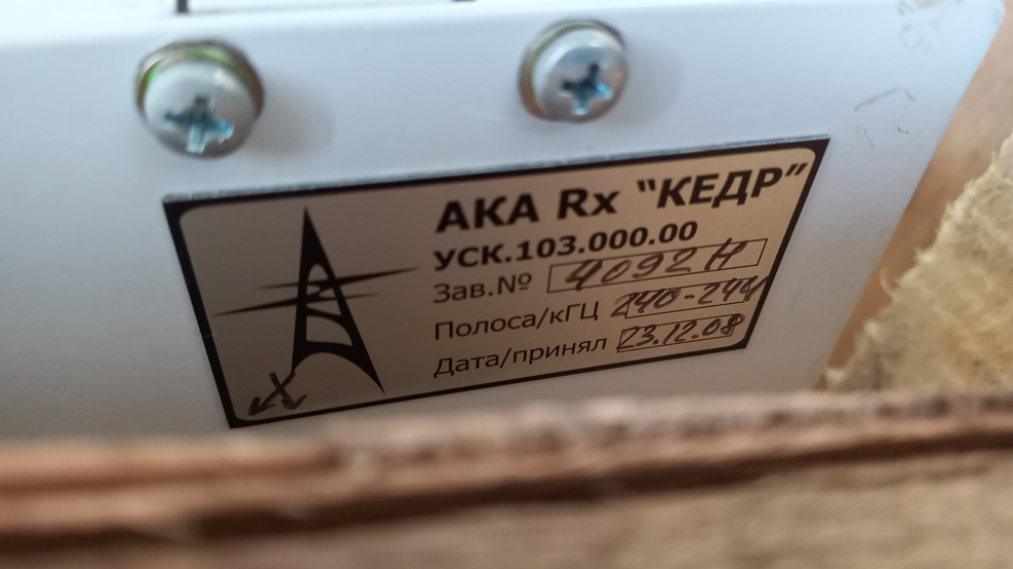 АКА Rx "КЕДР"
УСК.103.000.00
Зав.№ 4092 Н
Полоса/кГЦ 240-244
Дата/принял 23.12.08